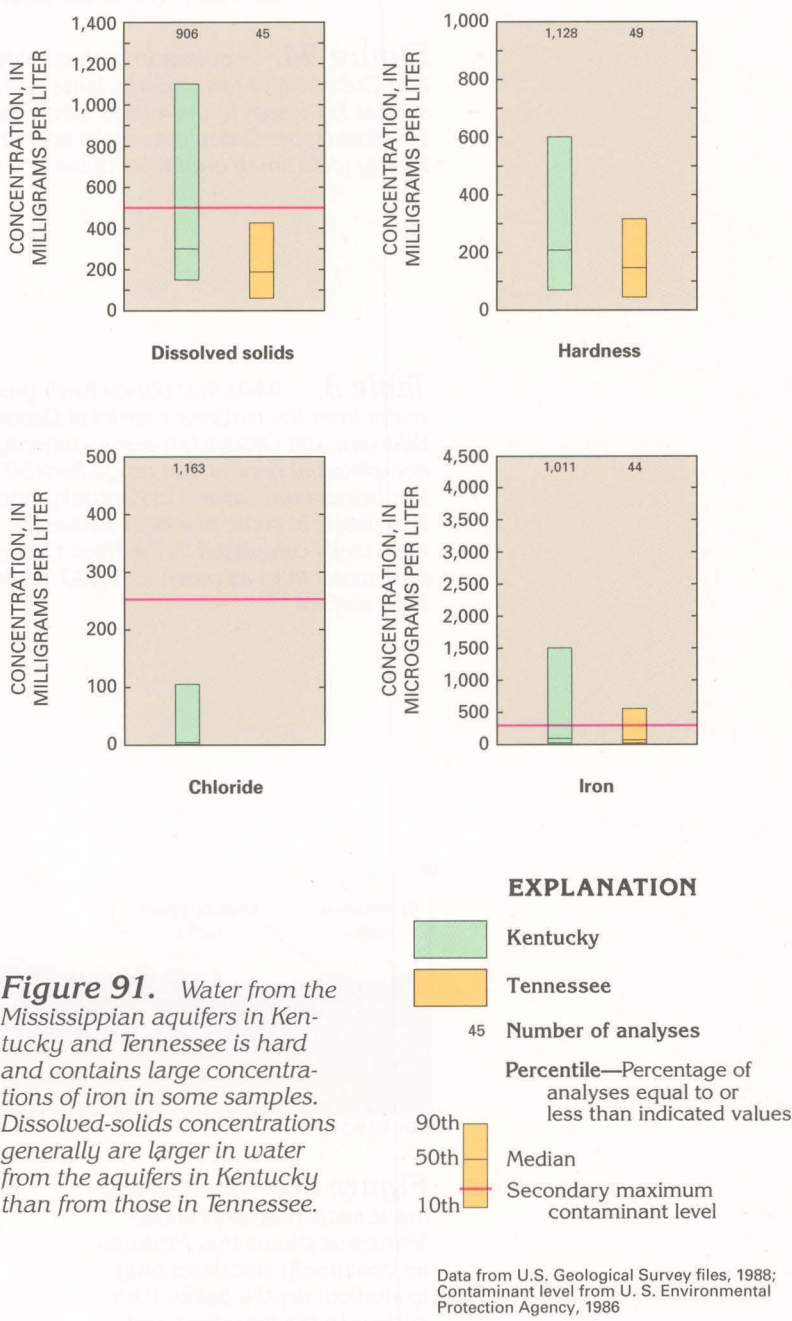 CONCENTRATION, IN
MILLIGRAMS PER LITER
1,400
1,200
1,000
800
600
400
200
0
906
45
Dissolved solids
CONCENTRATION, IN
MILLIGRAMS PER LITER
1,000
800
600
400
200
0
1,128
49
Hardness
CONCENTRATION, IN
MILLIGRAMS PER LITER
500
400
300
200
100
0
1,163
Chloride
CONCENTRATION, IN
MICROGRAMS PER LITER
4,500
4,000
3,500
3,000
2,500
2,000
1,500
1,000
500
0
1,011
44
Iron
Figure 91. Water from the
Mississippian aquifers in Ken-
tucky and Tennessee is hard
and contains large concentra-
tions of iron in some samples.
Dissolved-solids concentrations
generally are larger in water
from the aquifers in Kentucky
than from those in Tennessee.
EXPLANATION
Kentucky
Tennessee
45 Number of analyses
Percentile—Percentage of
analyses equal to or
less than indicated values
90th
50th
10th
Median
Secondary maximum
contaminant level
Data from U.S. Geological Survey files, 1988;
Contaminant level from U. S. Environmental
Protection Agency, 1986